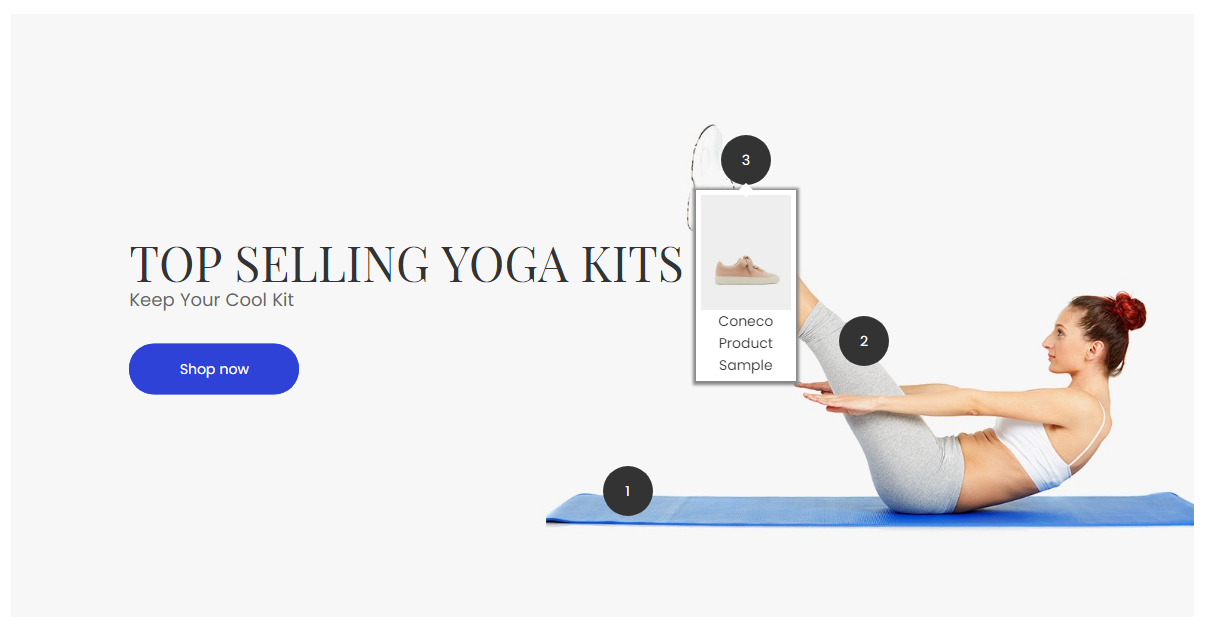 3
TOP SELLING YOGA KITS
Keep Your Cool Kit
Coneco
Product
Sample
2
Shop now
1